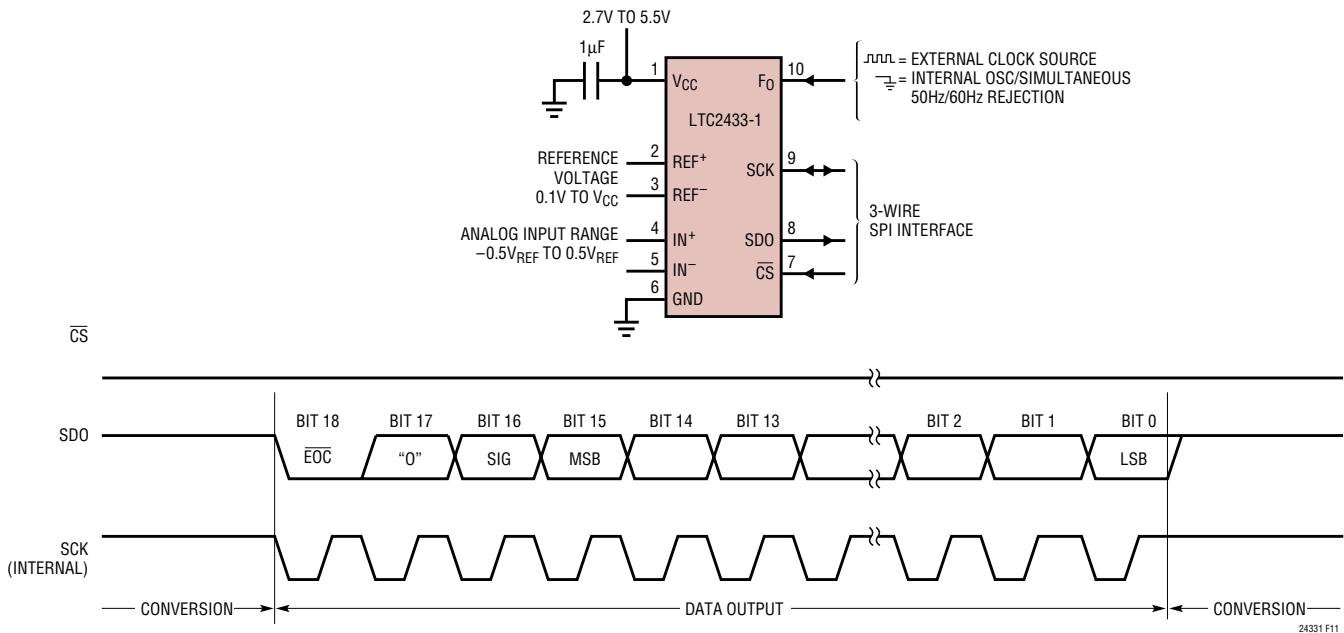 2.7V TO 5.5V
1µF
1
VCC
FO
10
= EXTERNAL CLOCK SOURCE
= INTERNAL OSC/SIMULTANEOUS
50Hz/60Hz REJECTION
LTC2433-1
REFERENCE
VOLTAGE
0.1V TO VCC
2
REF+
3
REF–
SCK
9
ANALOG INPUT RANGE
–0.5VREF TO 0.5VREF
4
IN+
5
IN–
6
GND
SDO
8
CS
7
3-WIRE
SPI INTERFACE
CS
SDO
BIT 18
BIT 17
BIT 16
BIT 15
BIT 14
BIT 13
BIT 2
BIT 1
BIT 0
EOC
“O”
SIG
MSB
LSB
SCK
(INTERNAL)
CONVERSION
DATA OUTPUT
CONVERSION
24331 F11